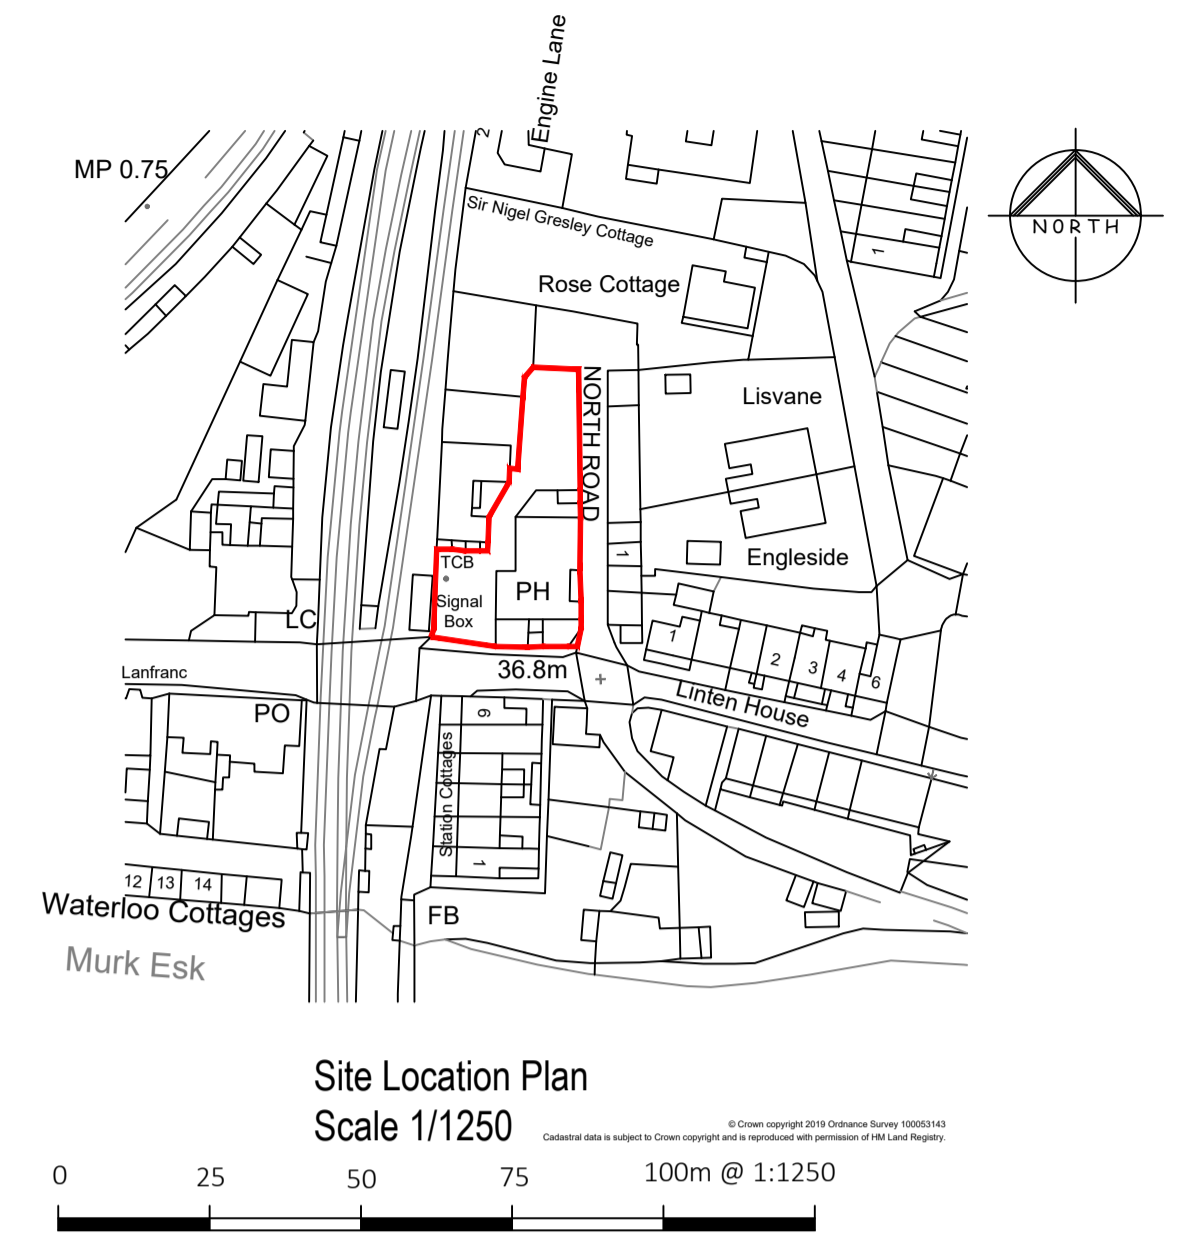 Engine Lane
MP 0.75
2
Sir Nigel Gresley Cottage
1
NORTH
Rose Cottage
NORTH ROAD
Lisvane
1
Engleside
TCB
Signal
Box
PH
LC
36.8m
Lanfranc
1
2
3
4
6
Linten House
PO
Station Cottages
6
1
12
13
14
Waterloo Cottages
FB
Murk Esk
Site Location Plan
Scale 1/1250
© Crown copyright 2019 Ordnance Survey 100053143
Cadastral data is subject to Crown copyright and is reproduced with permission of HM Land Registry.
0
25
50
75
100m @ 1:1250